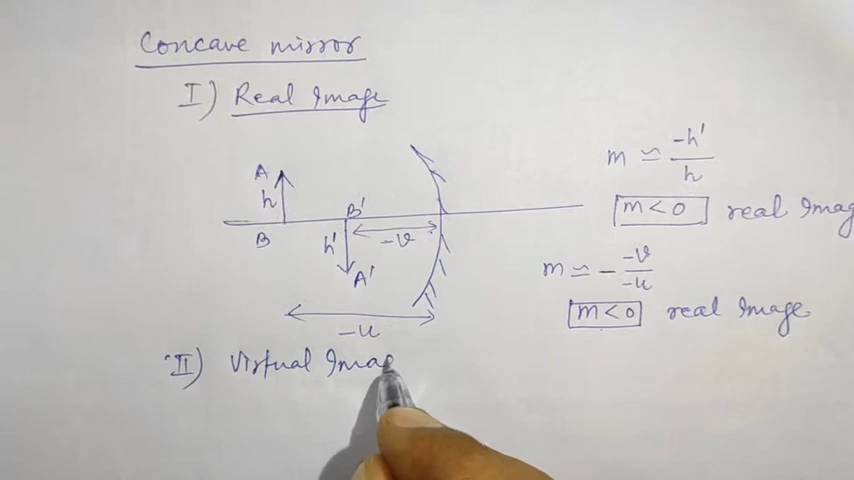 Concave mirror
I) Real Image
A
h
B
B'
h'
A'
-v
-u
m = -h'/h
m<0 real Imag
m = - -v/-u
m<0 real Image
II) Virtual Imag